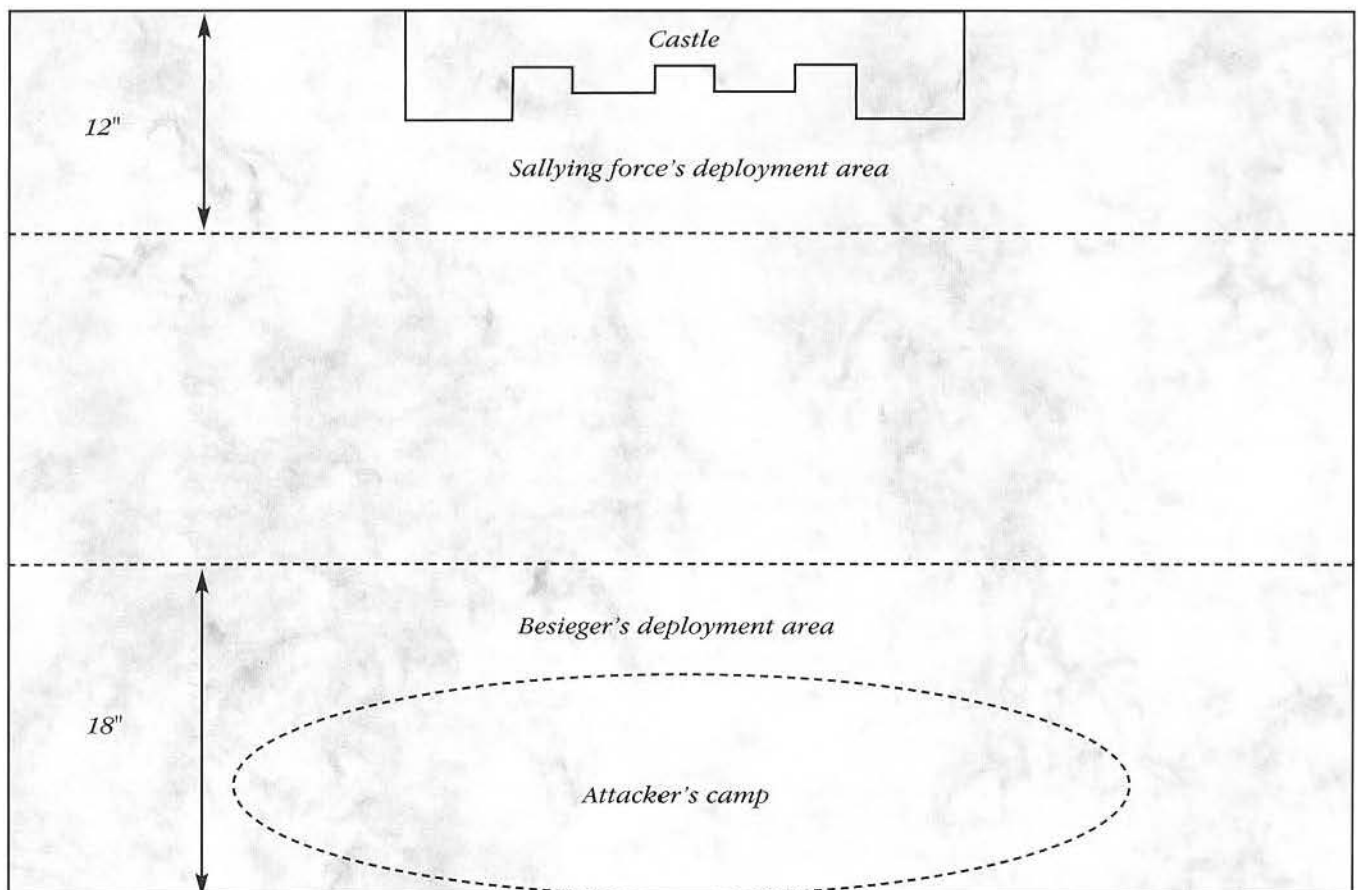 Castle
12"
Sallying force's deployment area
Besieger's deployment area
18"
Attacker's camp